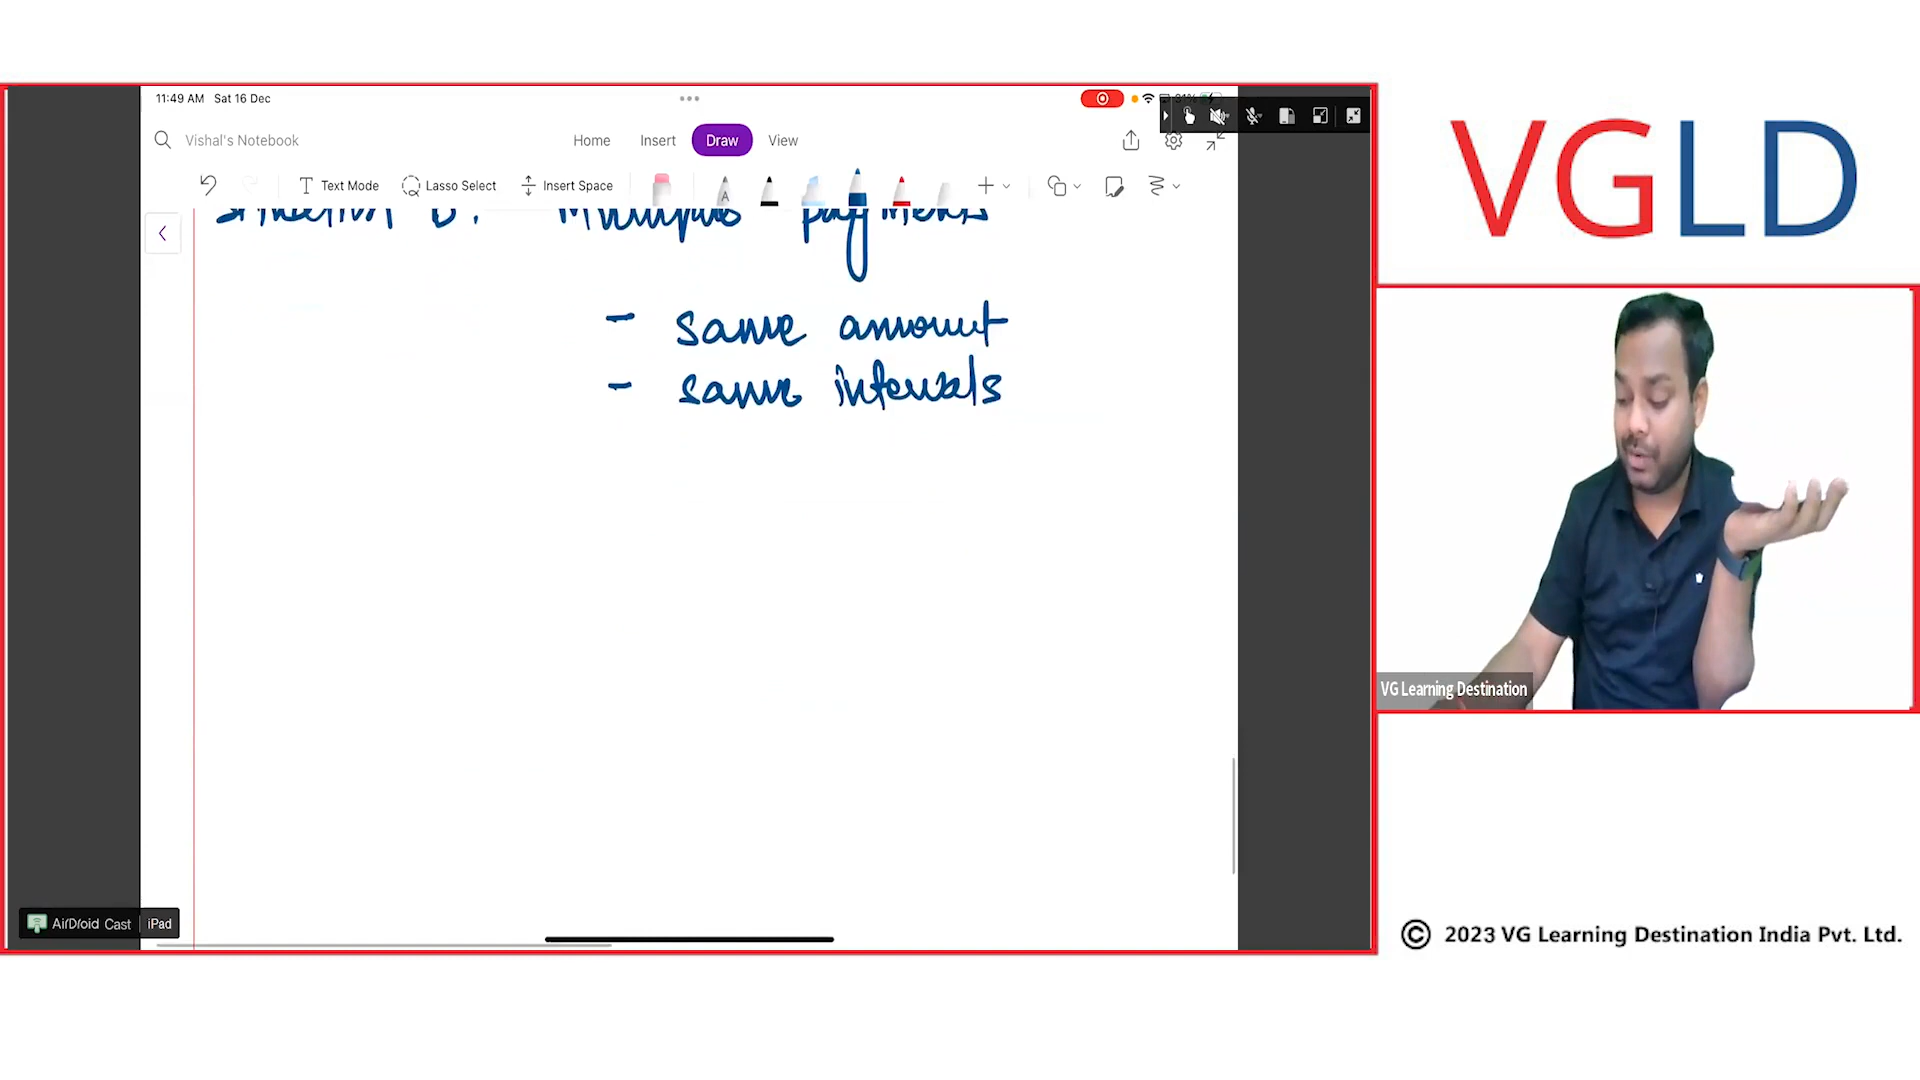 11:49 AM Sat 16 Dec
Vishal's Notebook
Home Insert Draw View
Text Mode Lasso Select Insert Space
Situation B: Multiple payments
- same amount
- same intervals
VGLD
VG Learning Destination
AirDroid Cast iPad
© 2023 VG Learning Destination India Pvt. Ltd.